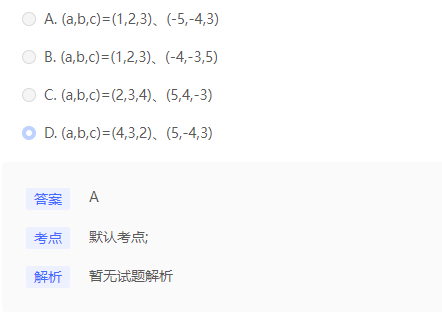 A. (a,b,c)=(1,2,3)、(-5,-4,3)
B. (a,b,c)=(1,2,3)、(-4,-3,5)
C. (a,b,c)=(2,3,4)、(5,4,-3)
D. (a,b,c)=(4,3,2)、(5,-4,3)
答案 A
考点 默认考点;
解析 暂无试题解析